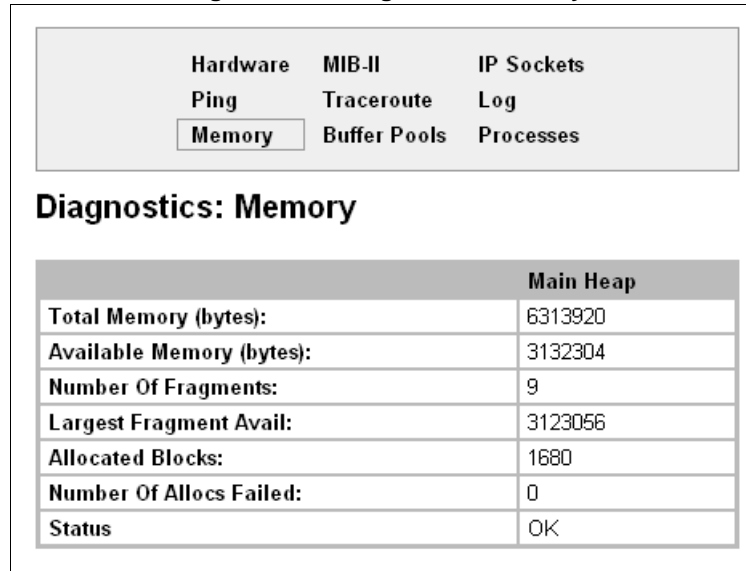 Hardware MIB-II IP Sockets
Ping Traceroute Log
Memory Buffer Pools Processes
Diagnostics: Memory
Main Heap
Total Memory (bytes): 6313920
Available Memory (bytes): 3132304
Number Of Fragments: 9
Largest Fragment Avail: 3123056
Allocated Blocks: 1680
Number Of Allocs Failed: 0
Status OK